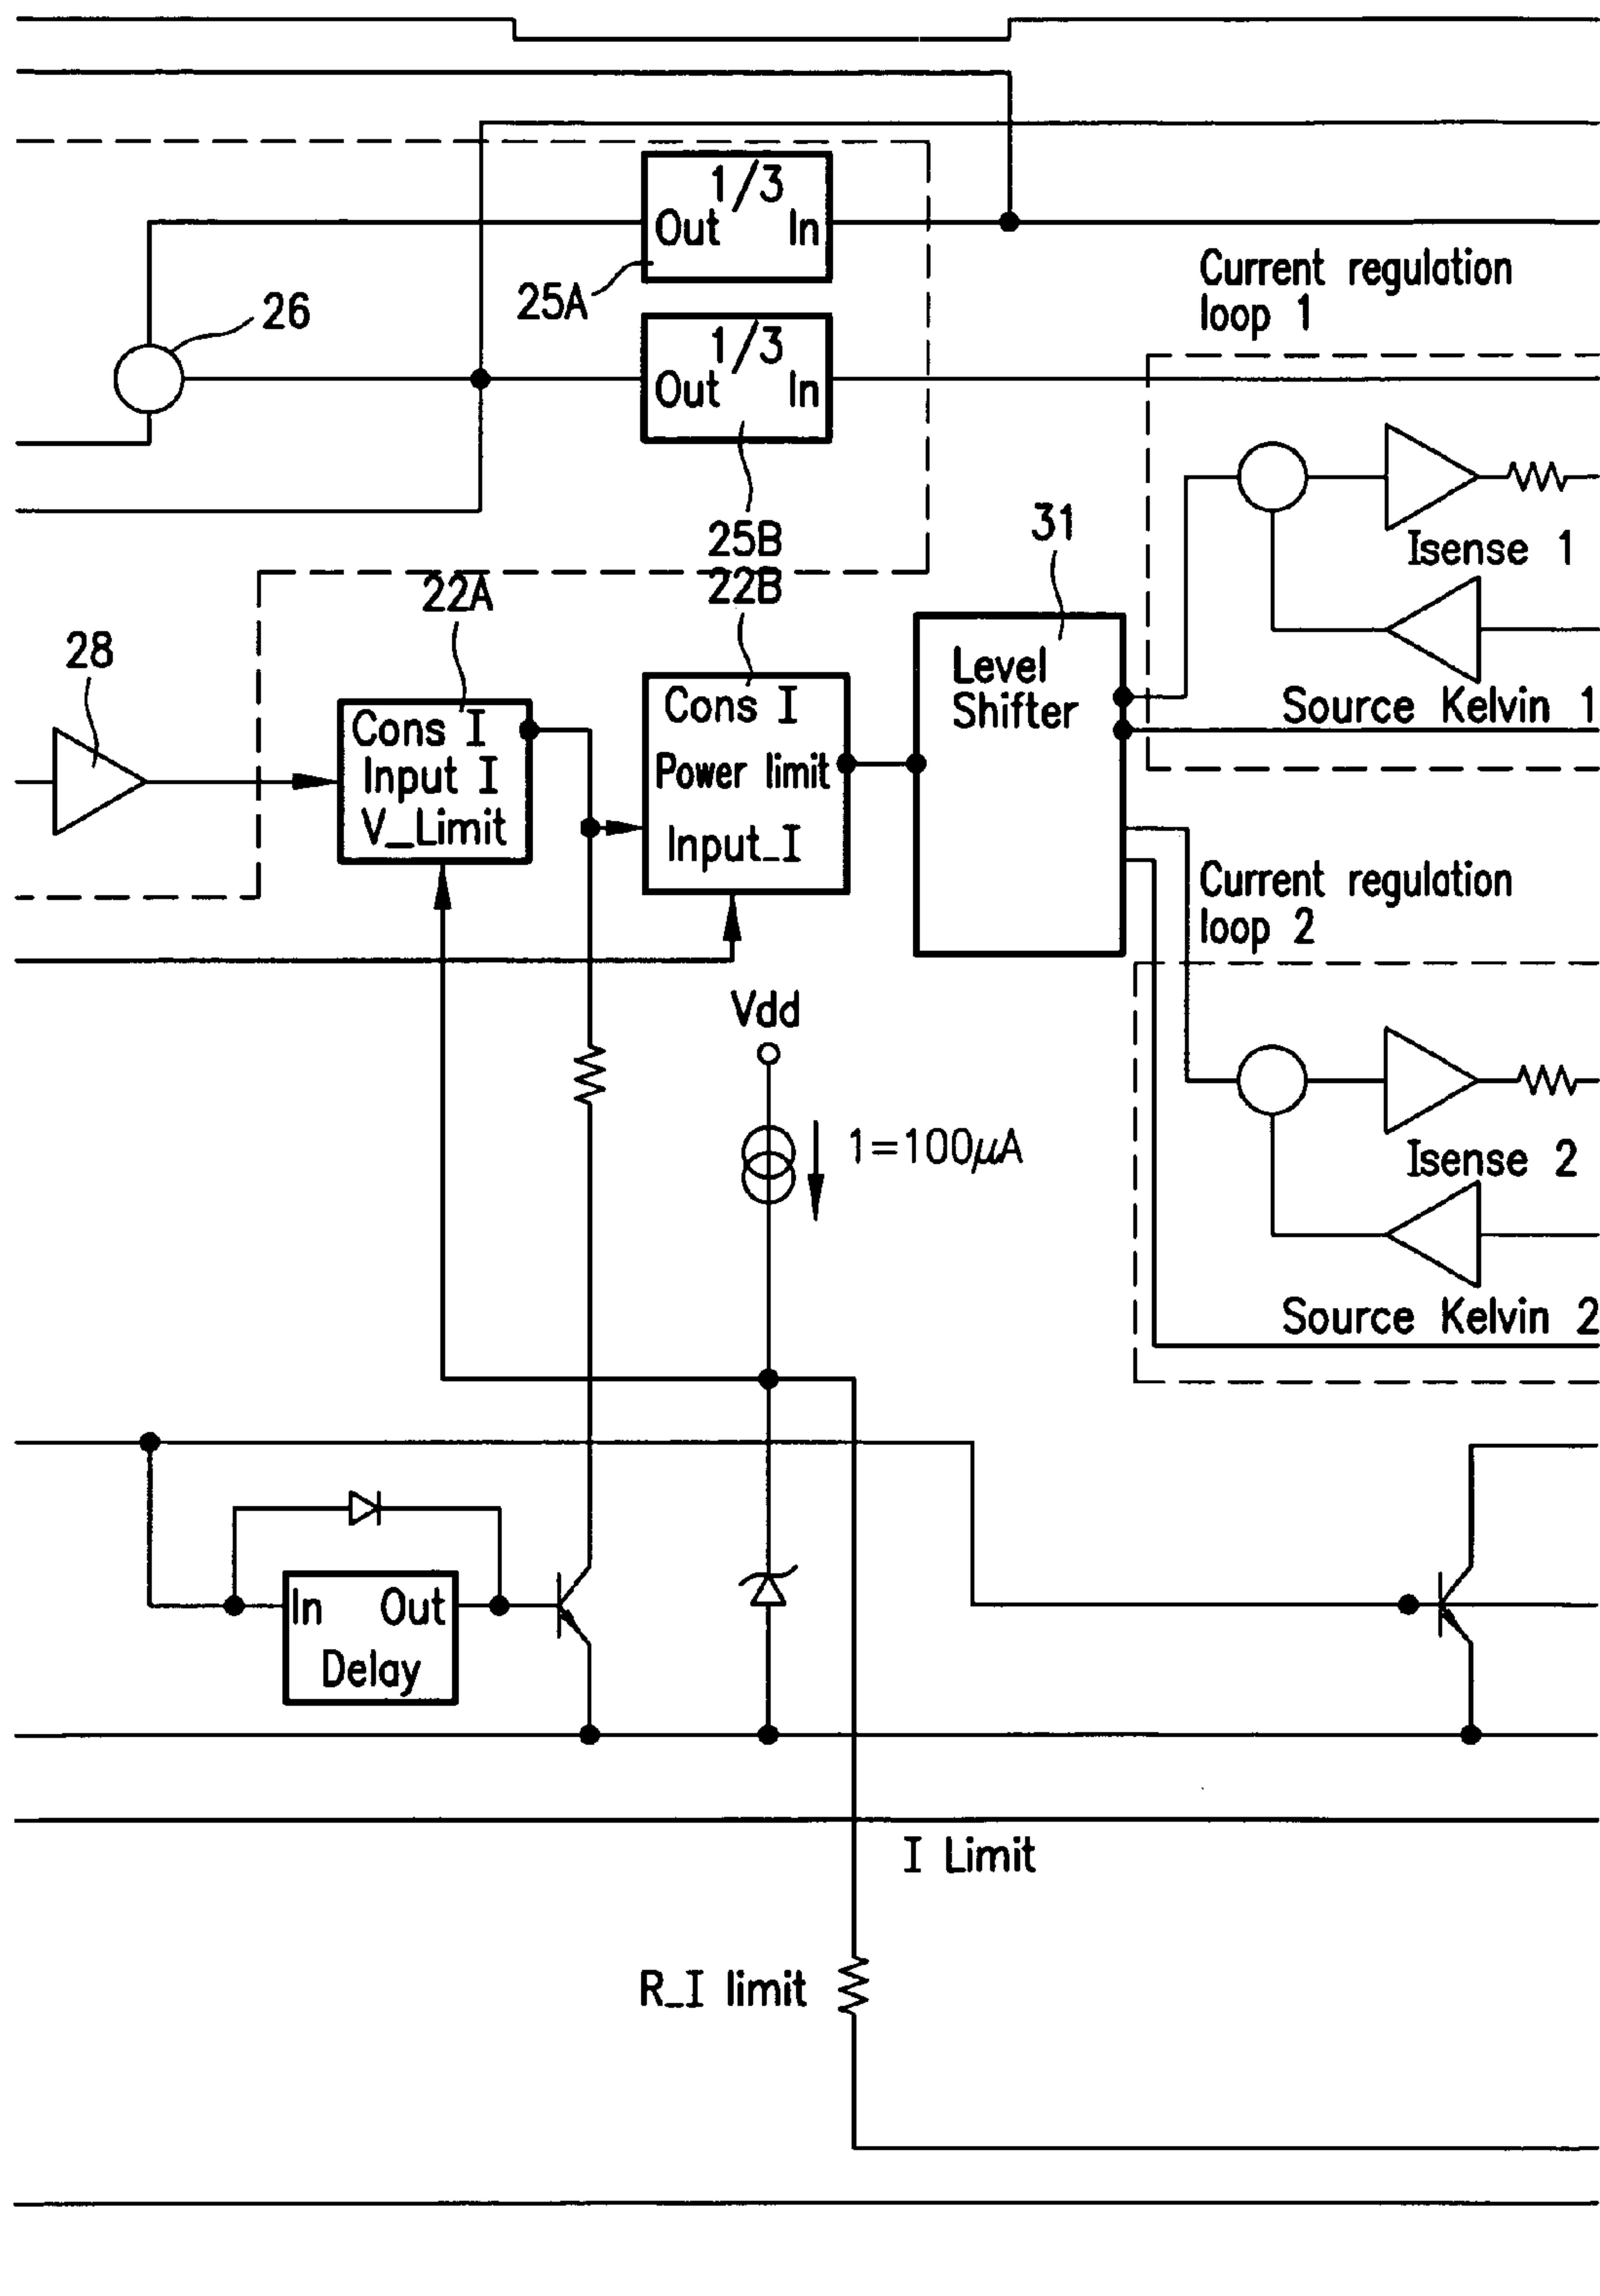 1/3
Out In
25A
26
1/3
Out In
25B
Current regulation
loop 1
Isense 1
Source Kelvin 1
31
Level
Shifter
22A
22B
28
Cons I
Input I
V_Limit
Cons I
Power limit
Input_I
Current regulation
loop 2
Isense 2
Source Kelvin 2
Vdd
1=100μA
In Out
Delay
I Limit
R_I limit